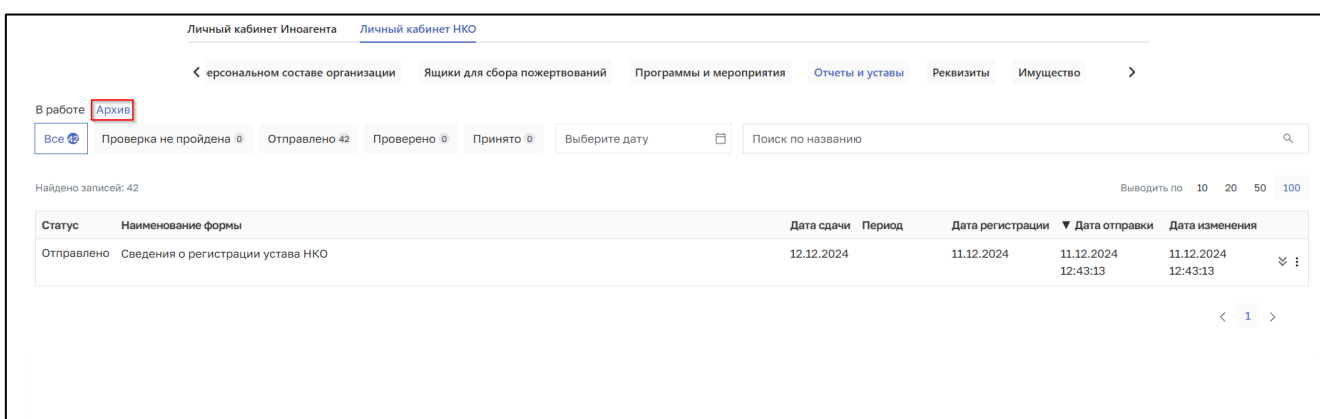 Личный кабинет Иноагента Личный кабинет НКО
ерсональном составе организации Ящики для сбора пожертвований Программы и мероприятия Отчеты и уставы Реквизиты Имущество
В работе Архив
Все 42 Проверка не пройдена 0 Отправлено 42 Проверено 0 Принято 0 Выберите дату Поиск по названию
Найдено записей: 42 Выводить по 10 20 50 100
Статус Наименование формы Дата сдачи Период Дата регистрации ▼ Дата отправки Дата изменения
Отправлено Сведения о регистрации устава НКО 12.12.2024 11.12.2024 11.12.2024 11.12.2024
12:43:13 12:43:13
1